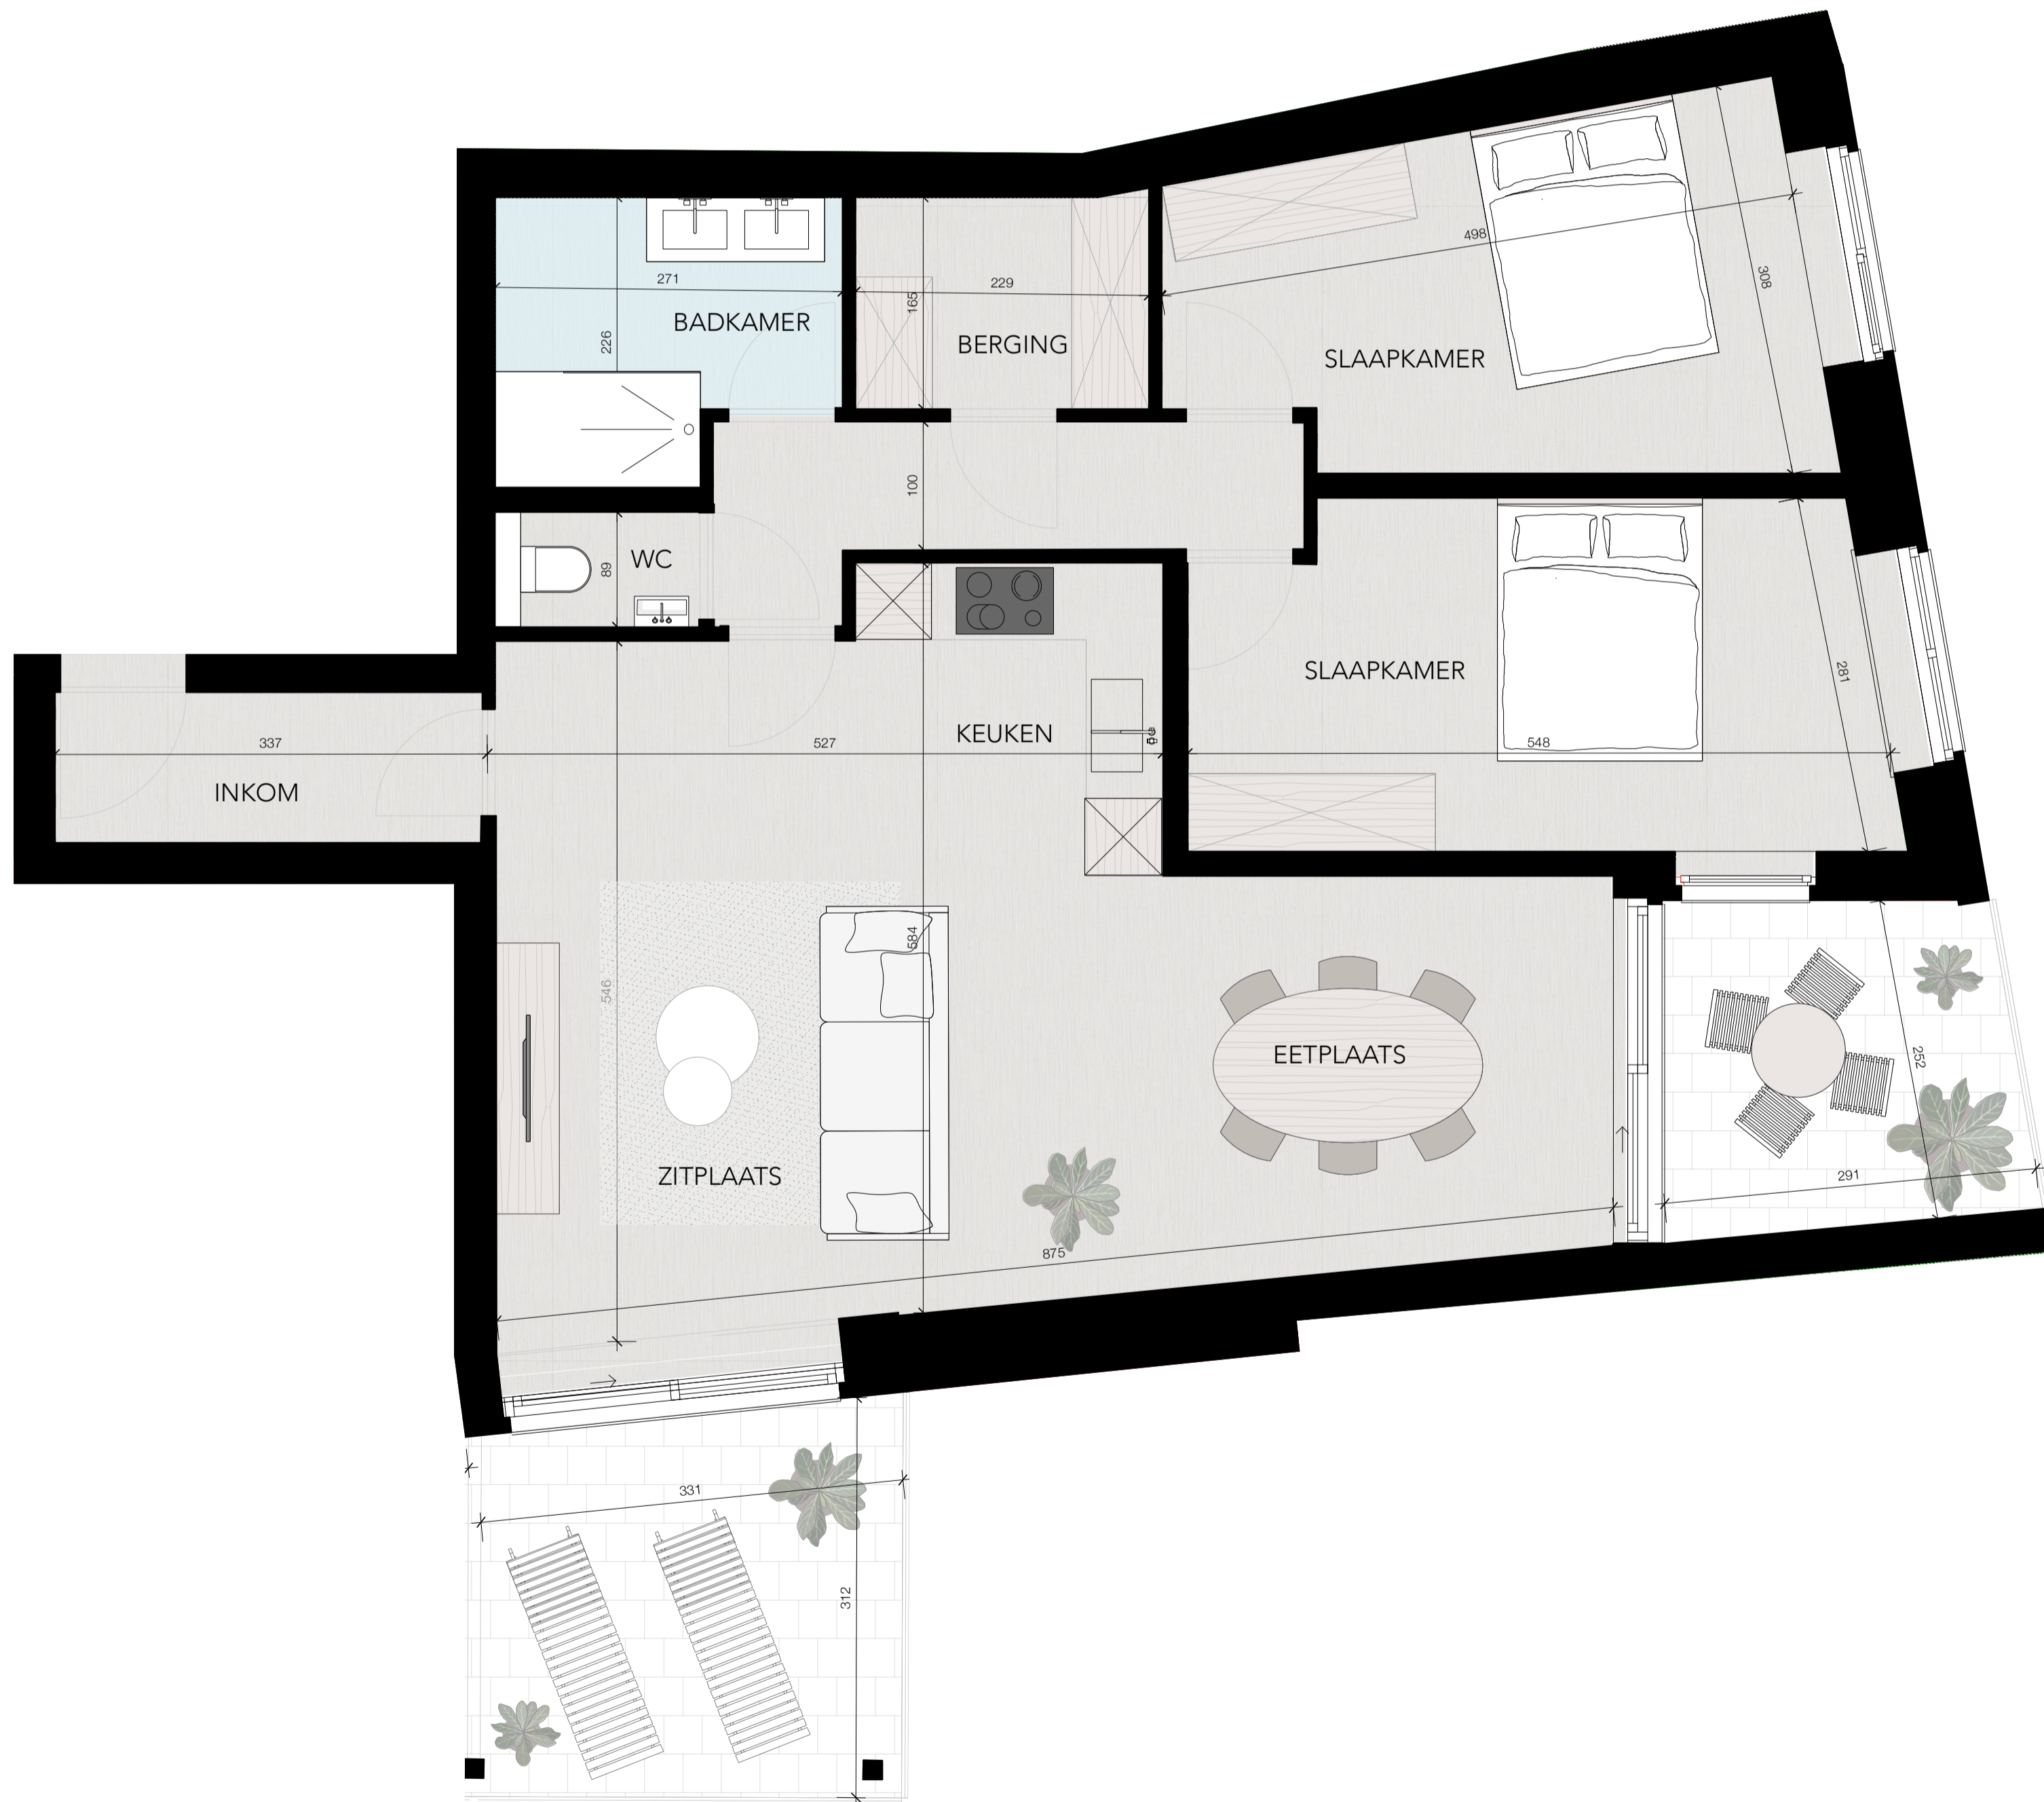 498
308
271
229
165
BADKAMER
226
BERGING
SLAAPKAMER
100
WC
89
SLAAPKAMER
281
KEUKEN
337
527
548
INKOM
584
546
EETPLAATS
252
ZITPLAATS
291
875
331
312